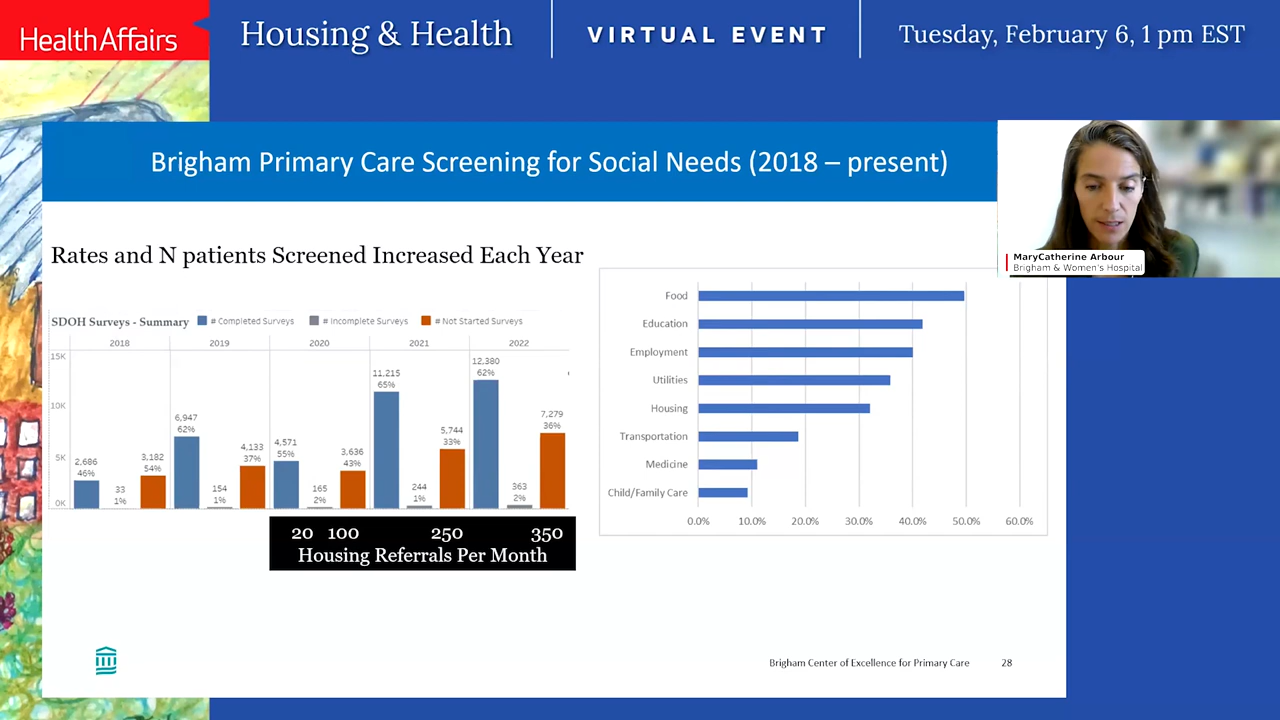 HealthAffairs
Housing & Health
VIRTUAL EVENT
Tuesday, February 6, 1 pm EST
Brigham Primary Care Screening for Social Needs (2018 – present)
MaryCatherine Arbour
Brigham & Women's Hospital
Rates and N patients Screened Increased Each Year
SDOH Surveys - Summary
# Completed Surveys
# Incomplete Surveys
# Not Started Surveys
2018 2019 2020 2021 2022
15K
10K
5K
0K
2,686
46%
33
1%
3,182
54%
6,947
62%
154
1%
4,133
37%
4,571
55%
165
2%
3,636
43%
11,215
65%
244
1%
5,744
33%
12,380
62%
363
2%
7,279
36%
20 100 250 350
Housing Referrals Per Month
Food
Education
Employment
Utilities
Housing
Transportation
Medicine
Child/Family Care
0.0% 10.0% 20.0% 30.0% 40.0% 50.0% 60.0%
Brigham Center of Excellence for Primary Care
28